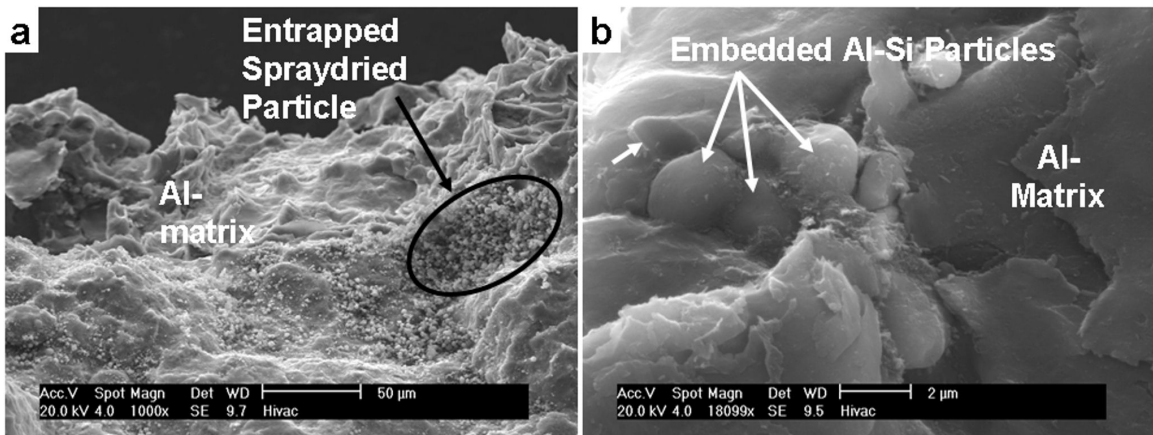 a
Entrapped
Spraydried
Particle
Al-
matrix
Acc.V Spot Magn Det WD 50 µm
20.0 kV 4.0 1000x SE 9.7 Hivac
b
Embedded Al-Si Particles
Al-
Matrix
Acc.V Spot Magn Det WD 2 µm
20.0 kV 4.0 18099x SE 9.5 Hivac